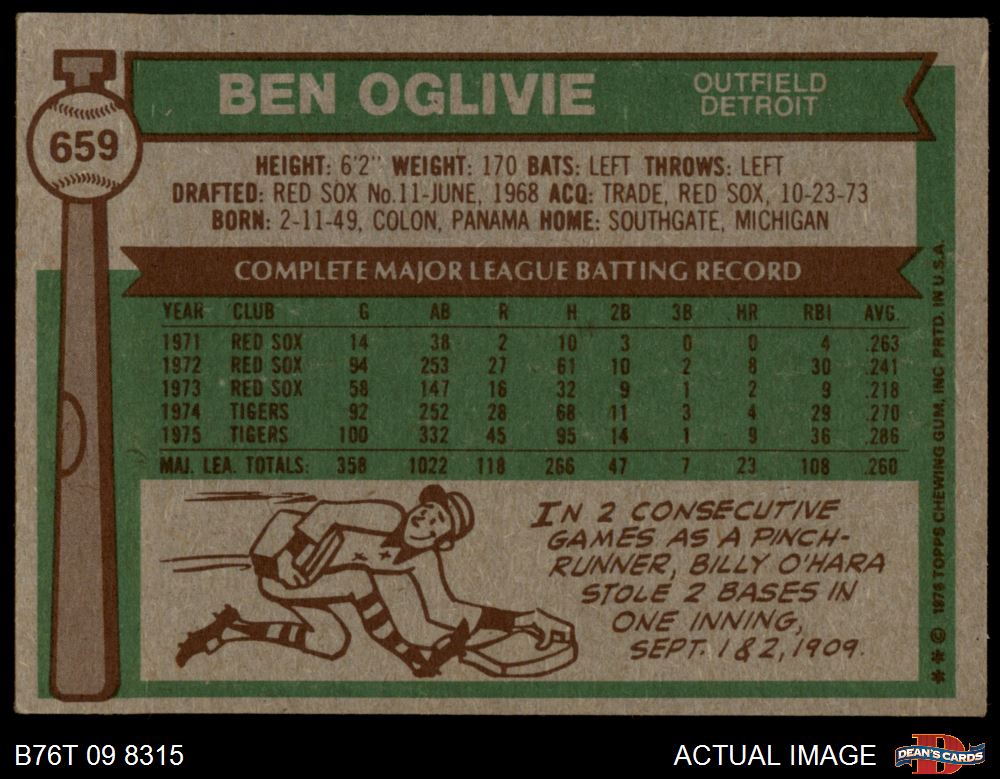 659
BEN OGLIVIE
OUTFIELD
DETROIT
HEIGHT: 6'2" WEIGHT: 170 BATS: LEFT THROWS: LEFT
DRAFTED: RED SOX No.11-JUNE, 1968 ACQ: TRADE, RED SOX, 10-23-73
BORN: 2-11-49, COLON, PANAMA HOME: SOUTHGATE, MICHIGAN
COMPLETE MAJOR LEAGUE BATTING RECORD
YEAR CLUB G AB R H 2B 3B HR RBI AVG.
1971 RED SOX 14 38 2 10 3 0 0 4 .263
1972 RED SOX 94 253 27 61 10 2 8 30 .241
1973 RED SOX 58 147 16 32 9 1 2 9 .218
1974 TIGERS 92 252 28 68 11 3 4 29 .270
1975 TIGERS 100 332 45 95 14 1 9 36 .286
MAJ. LEA. TOTALS: 358 1022 118 266 47 7 23 108 .260
IN 2 CONSECUTIVE
GAMES AS A PINCH-
RUNNER, BILLY O'HARA
STOLE 2 BASES IN
ONE INNING,
SEPT. 1 & 2, 1909.
** © 1976 TOPPS CHEWING GUM, INC PRTD. IN U.S.A.
B76T 09 8315
ACTUAL IMAGE
DEAN'S CARDS